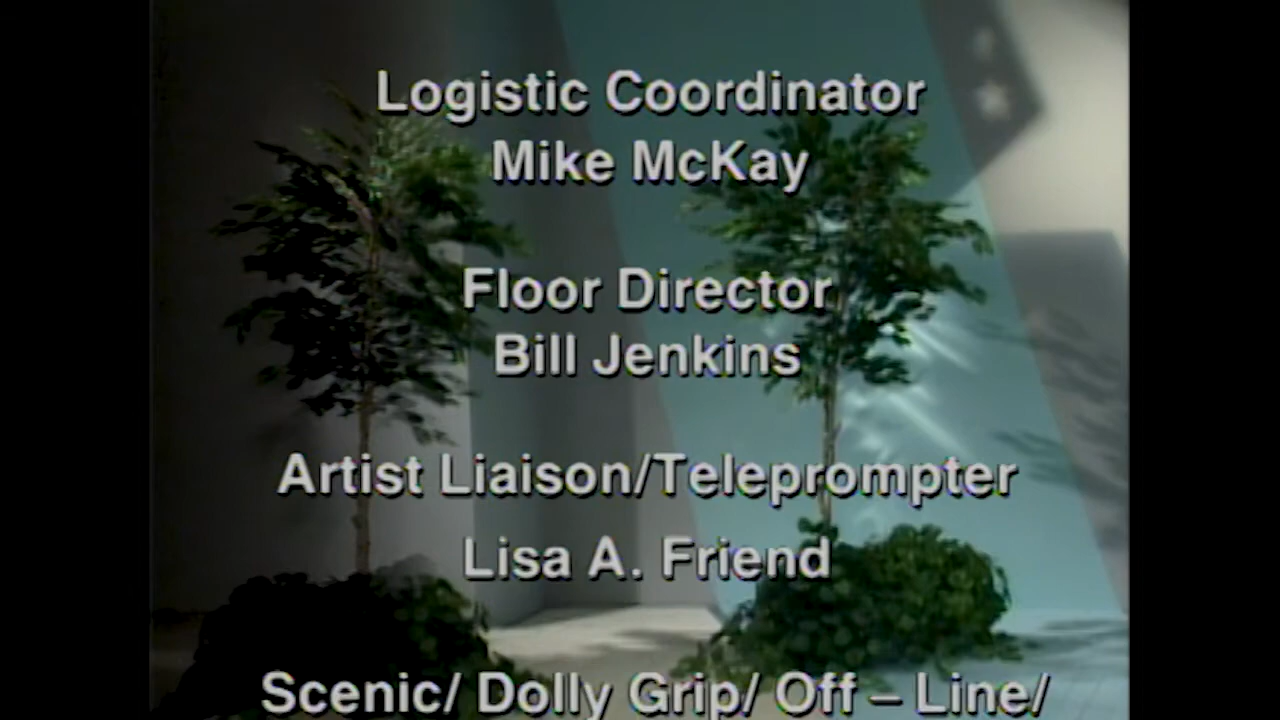 Logistic Coordinator
Mike McKay
Floor Director
Bill Jenkins
Artist Liaison/Teleprompter
Lisa A. Friend
Scenic/ Dolly Grip/ Off – Line/